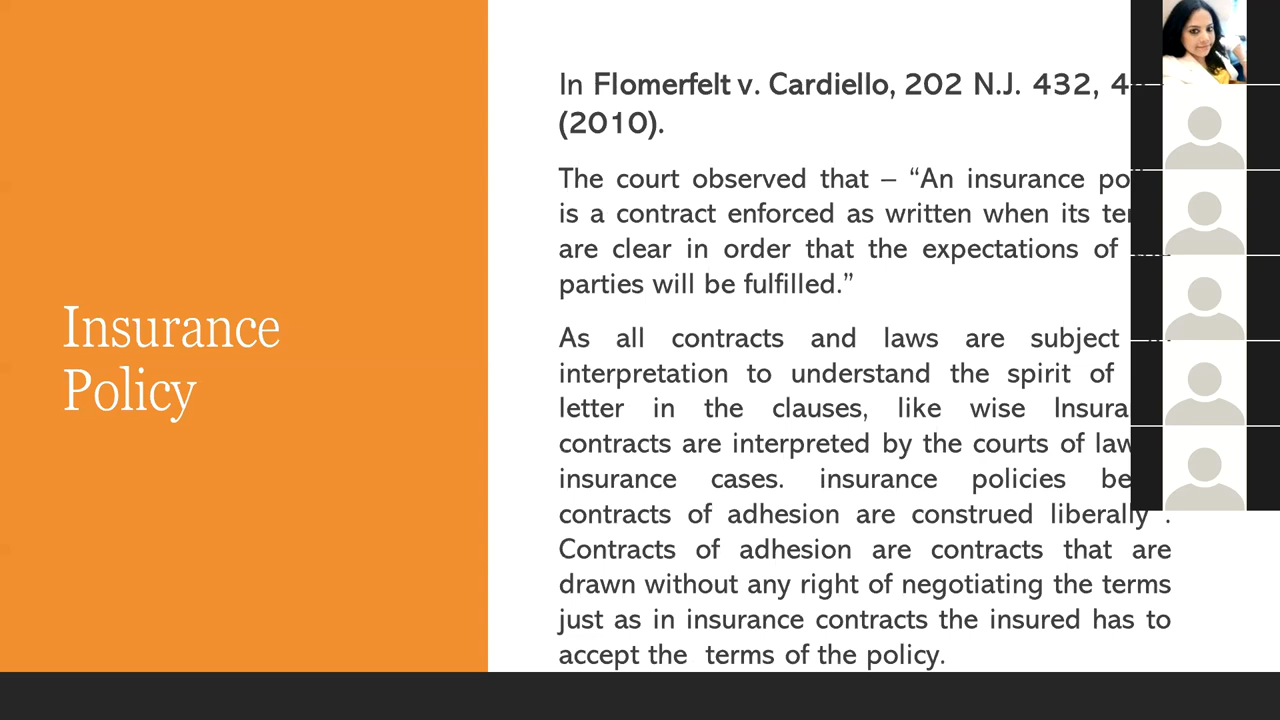 Insurance
Policy
In Flomerfelt v. Cardiello, 202 N.J. 432,
(2010).
The court observed that – “An insurance
is a contract enforced as written when its
are clear in order that the expectations of
parties will be fulfilled.”
As all contracts and laws are subject
interpretation to understand the spirit of
letter in the clauses, like wise
contracts are interpreted by the courts of law
insurance cases. insurance policies
contracts of adhesion are construed liberally .
Contracts of adhesion are contracts that are
drawn without any right of negotiating the terms
just as in insurance contracts the insured has to
accept the terms of the policy.